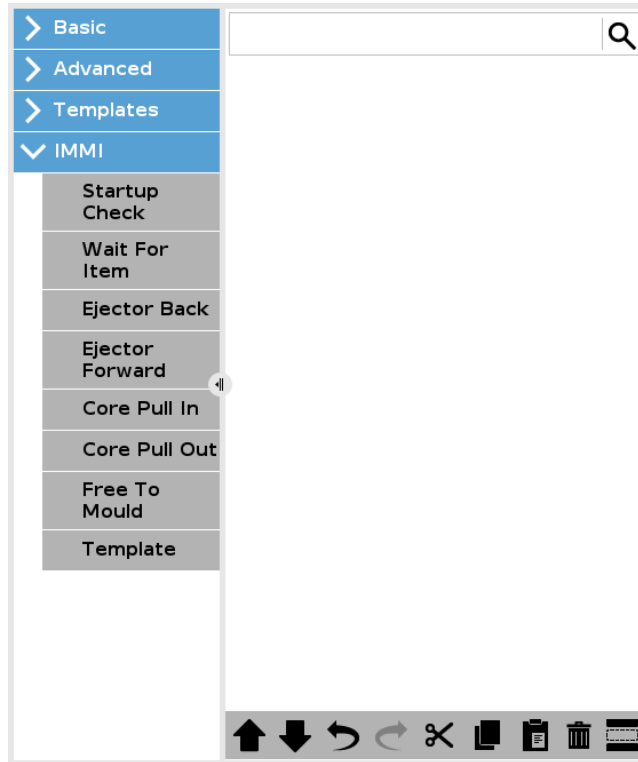 Basic
Advanced
Templates
IMMI
Startup
Check
Wait For
Item
Ejector Back
Ejector
Forward
Core Pull In
Core Pull Out
Free To
Mould
Template